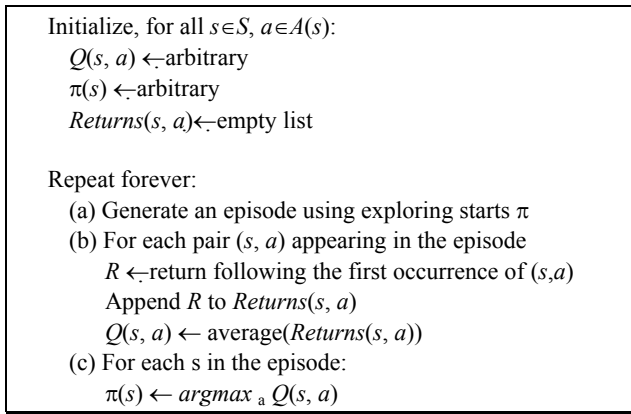 Initialize, for all s∈S, a∈A(s):
Q(s, a) ←arbitrary
π(s) ←arbitrary
Returns(s, a)←empty list
Repeat forever:
(a) Generate an episode using exploring starts π
(b) For each pair (s, a) appearing in the episode
R ←return following the first occurrence of (s,a)
Append R to Returns(s, a)
Q(s, a) ← average(Returns(s, a))
(c) For each s in the episode:
π(s) ← argmax a Q(s, a)